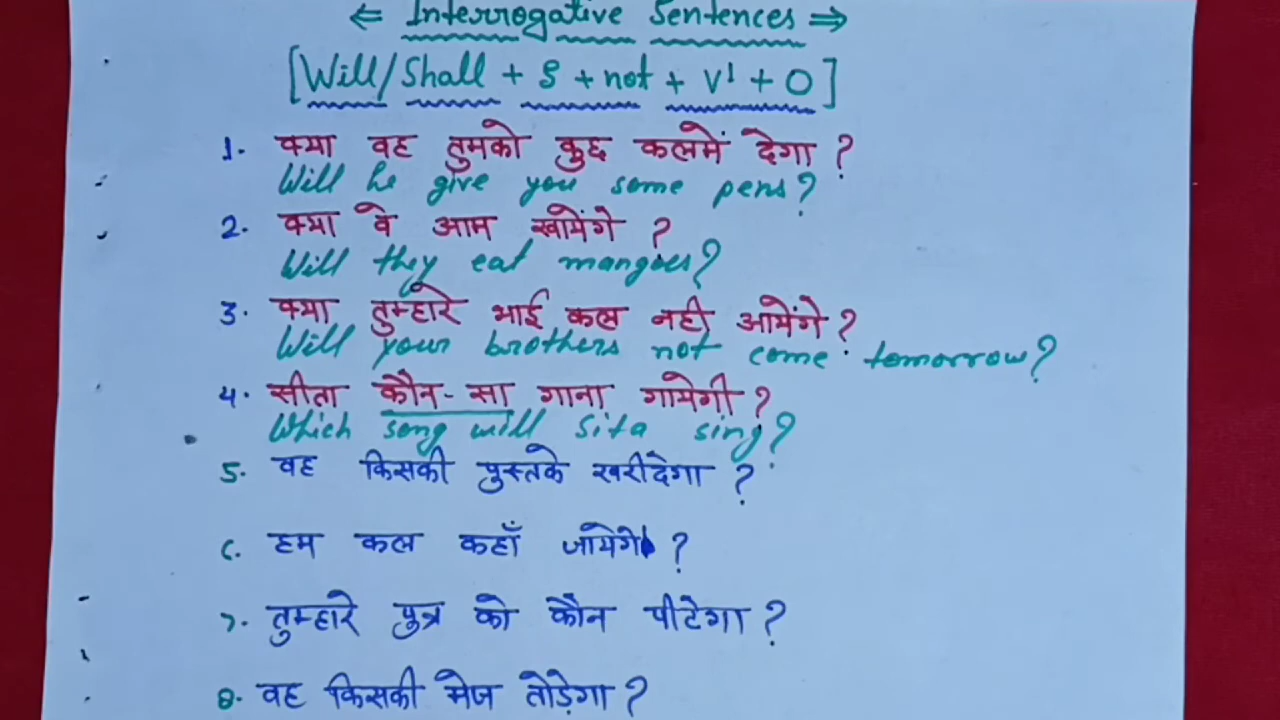 ⇐ Interrogative Sentences ⇒
[Will/Shall + S + not + V¹ + O]
1. क्या वह तुमको कुछ कलमें देगा ?
Will he give you some pens?
2. क्या वे आम खायेंगे ?
Will they eat mangoes?
3. क्या तुम्हारे भाई कल नही आयेंगे ?
Will your brothers not come tomorrow?
4. सीता कौन-सा गाना गायेगी ?
Which song will Sita sing?
5. वह किसकी पुस्तके खरीदेगा ?
6. हम कल कहाँ जायेगे ?
7. तुम्हारे पुत्र को कौन पीटेगा ?
8. वह किसकी मेज तोड़ेगा ?